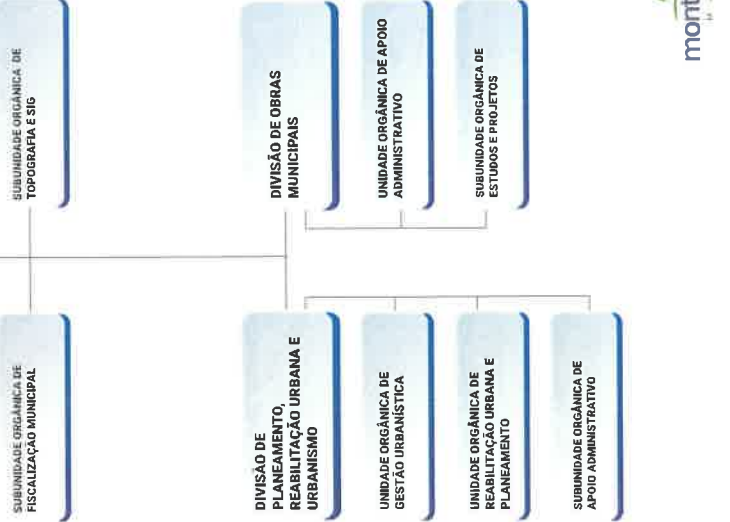 SUBUNIDADE ORGÂNICA DE
FISCALIZAÇÃO MUNICIPAL
SUBUNIDADE ORGÂNICA DE
TOPOGRAFIA E SIG
DIVISÃO DE
PLANEAMENTO,
REABILITAÇÃO URBANA E
URBANISMO
UNIDADE ORGÂNICA DE
GESTÃO URBANÍSTICA
UNIDADE ORGÂNICA DE
REABILITAÇÃO URBANA E
PLANEAMENTO
SUBUNIDADE ORGÂNICA DE
APOIO ADMINISTRATIVO
DIVISÃO DE OBRAS
MUNICIPAIS
UNIDADE ORGÂNICA DE APOIO
ADMINISTRATIVO
SUBUNIDADE ORGÂNICA DE
ESTUDOS E PROJETOS
mont